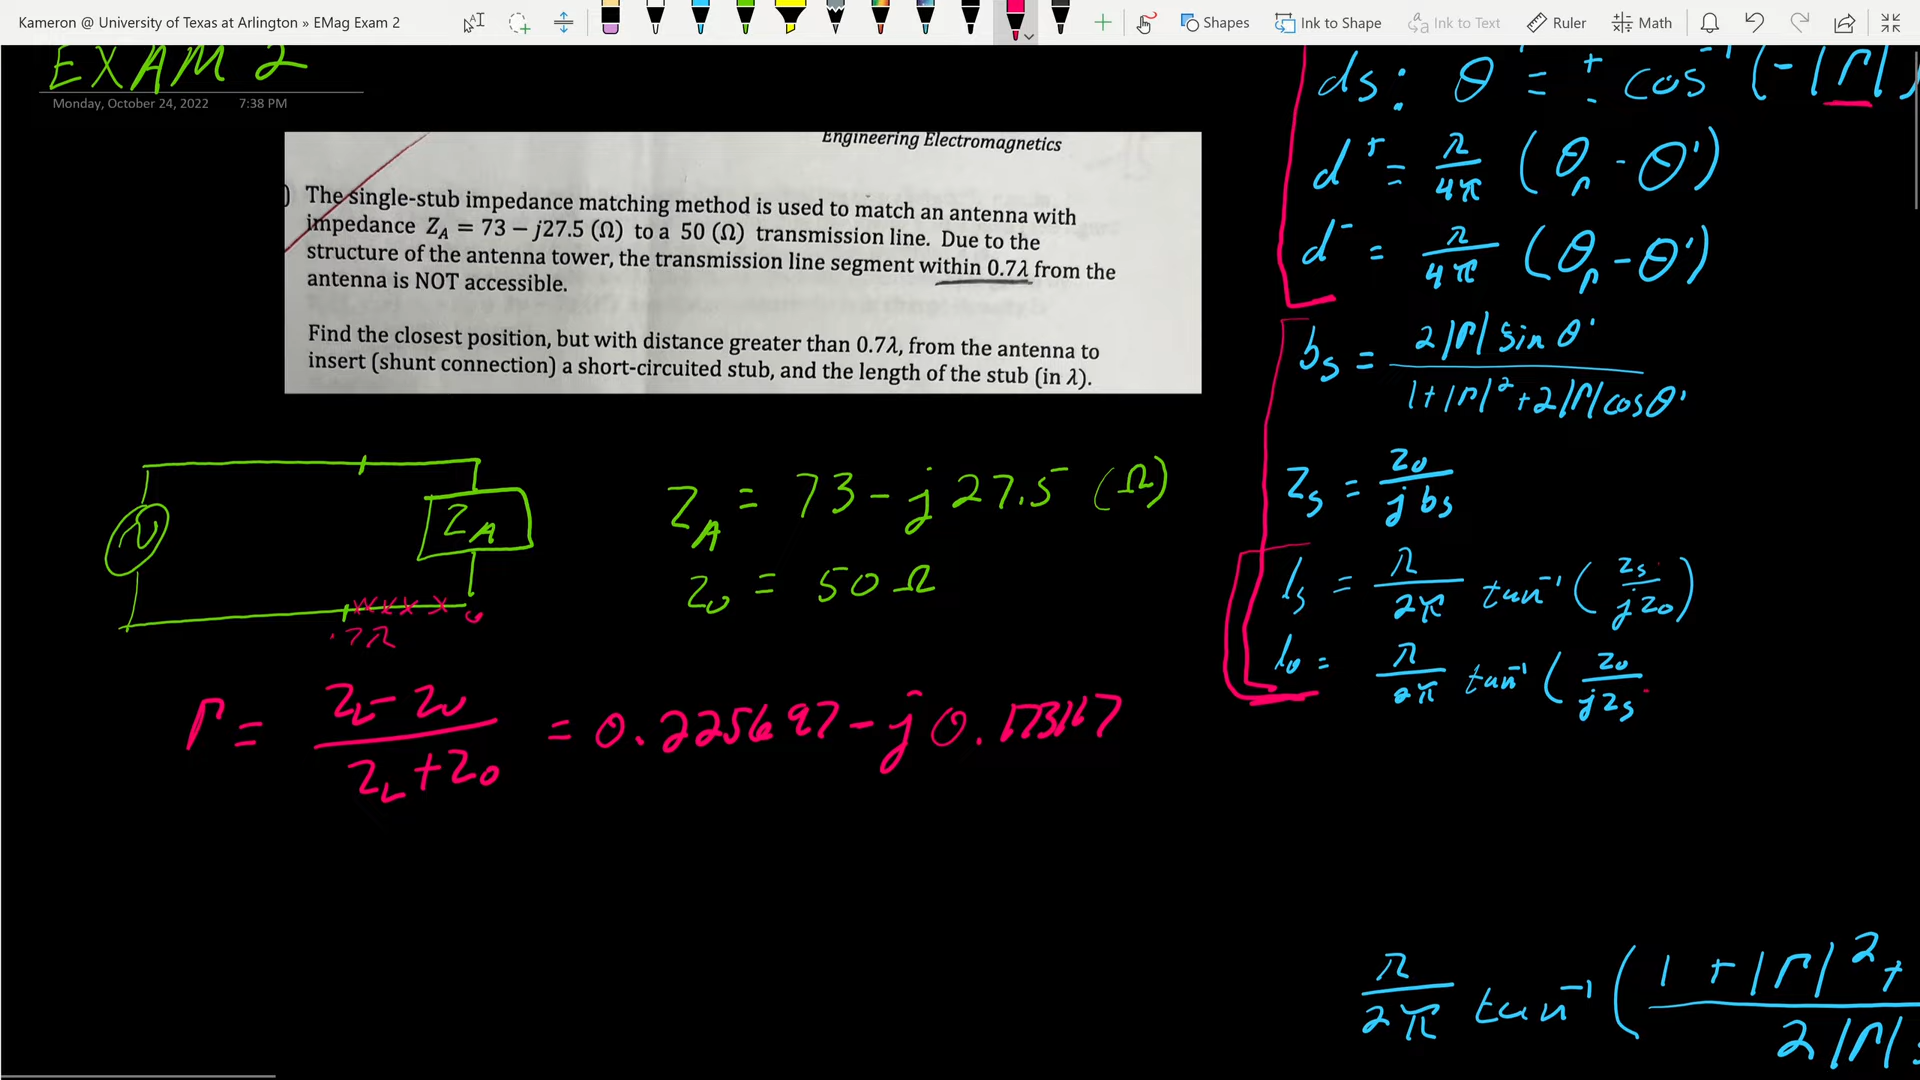 Kameron @ University of Texas at Arlington » EMag Exam 2
Shapes
Ink to Shape
Ink to Text
Ruler
Math
EXAM 2
Monday, October 24, 2022 7:38 PM
Engineering Electromagnetics
) The single-stub impedance matching method is used to match an antenna with
impedance Z_A = 73 − j27.5 (Ω) to a 50 (Ω) transmission line. Due to the
structure of the antenna tower, the transmission line segment within 0.7λ from the
antenna is NOT accessible.
Find the closest position, but with distance greater than 0.7λ, from the antenna to
insert (shunt connection) a short-circuited stub, and the length of the stub (in λ).
Z_A
.7λ
Z_A = 73 - j27.5 (Ω)
Z_0 = 50 Ω
Γ = (Z_L - Z_0) / (Z_L + Z_0) = 0.225697 - j 0.173167
ds: θ' = ± cos⁻¹ (-|Γ|)
d⁺ = λ/4π (θ_Γ - θ')
d⁻ = λ/4π (θ_Γ - θ')
b_s = 2|Γ| sin θ' / 1+|Γ|²+2|Γ|cosθ'
Z_s = Z_0 / j b_s
l_s = λ/2π tan⁻¹ (Z_s / jZ_0)
l_0 = λ/2π tan⁻¹ (Z_0 / jZ_s
λ/2π tan⁻¹ (1 + |Γ|² + / 2|Γ|